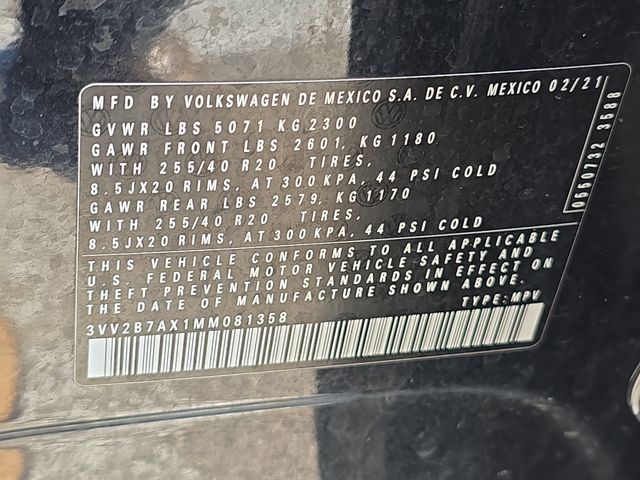 MFD BY VOLKSWAGEN DE MEXICO S.A. DE C.V. MEXICO 02/21
GVWR LBS 5071 KG 2300
GAWR FRONT LBS 2601, KG 1180
WITH 255/40 R20 TIRES,
8.5JX20 RIMS, AT 300 KPA, 44 PSI COLD
GAWR REAR LBS 2579, KG 1170
WITH 255/40 R20 TIRES,
8.5JX20 RIMS, AT 300 KPA, 44 PSI COLD
THIS VEHICLE CONFORMS TO ALL APPLICABLE
U.S. FEDERAL MOTOR VEHICLE SAFETY AND
THEFT PREVENTION STANDARDS IN EFFECT ON
THE DATE OF MANUFACTURE SHOWN ABOVE.
3VV2B7AX1MM081358 TYPE: MPV
0660732 3588